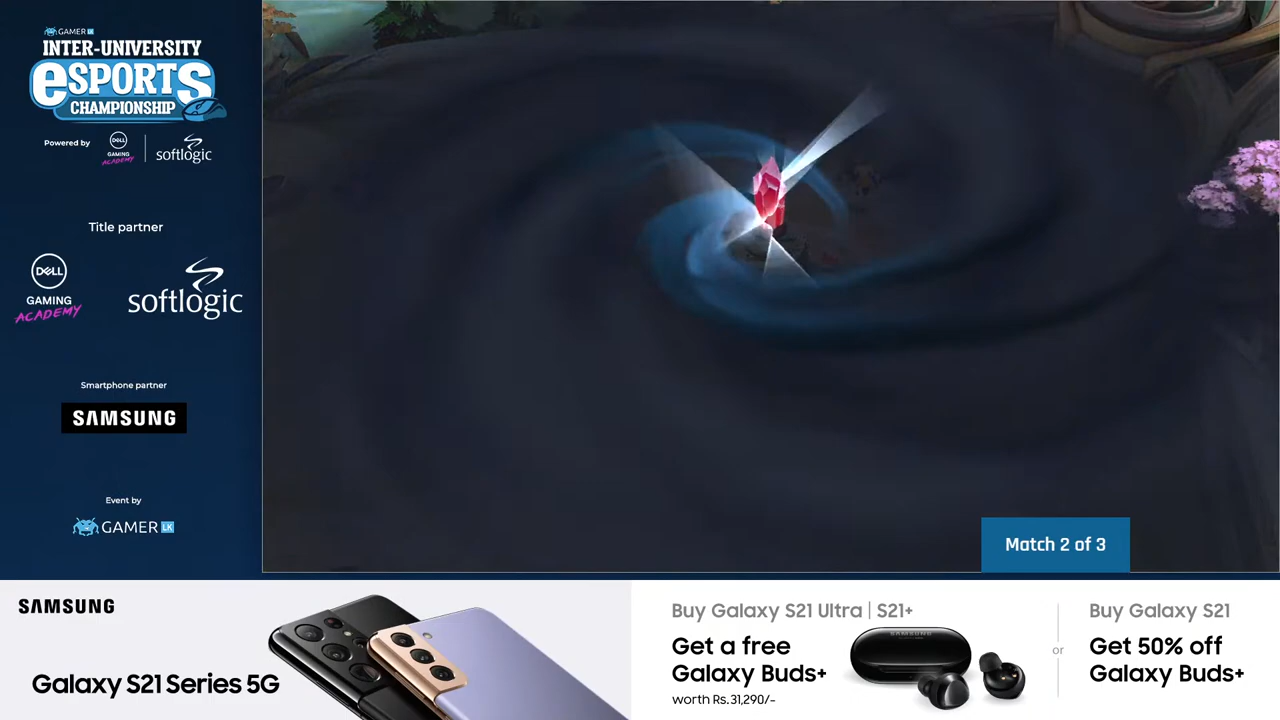 GAMER LK
INTER-UNIVERSITY
eSPORTS
CHAMPIONSHIP
Powered by
DELL
GAMING
ACADEMY
softlogic
Title partner
DELL
GAMING
ACADEMY
softlogic
Smartphone partner
SAMSUNG
Event by
GAMER LK
Match 2 of 3
SAMSUNG
Galaxy S21 Series 5G
Buy Galaxy S21 Ultra | S21+
Get a free
Galaxy Buds+
worth Rs. 31,290/-
SAMSUNG
or
Buy Galaxy S21
Get 50% off
Galaxy Buds+